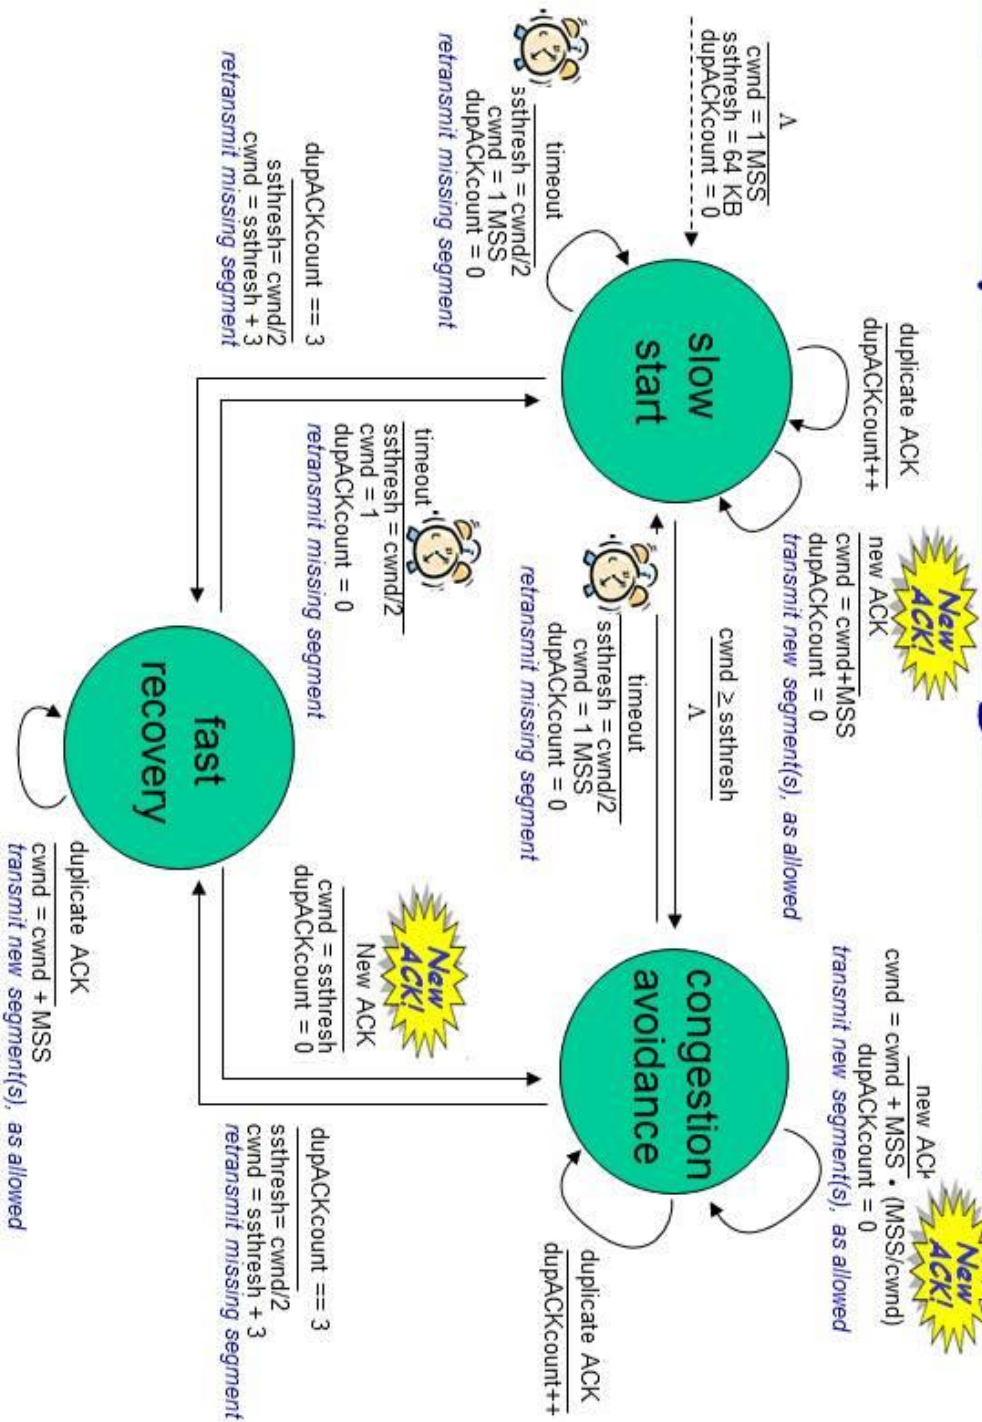 Λ
cwnd = 1 MSS
ssthresh = 64 KB
dupACKcount = 0
slow
start
duplicate ACK
dupACKcount++
New
ACK!
new ACK
cwnd = cwnd+MSS
dupACKcount = 0
transmit new segment(s), as allowed
timeout
ssthresh = cwnd/2
cwnd = 1 MSS
dupACKcount = 0
retransmit missing segment
cwnd ≥ ssthresh
Λ
timeout
ssthresh = cwnd/2
cwnd = 1 MSS
dupACKcount = 0
retransmit missing segment
congestion
avoidance
New
ACK!
new ACK
cwnd = cwnd + MSS • (MSS/cwnd)
dupACKcount = 0
transmit new segment(s), as allowed
duplicate ACK
dupACKcount++
dupACKcount == 3
ssthresh= cwnd/2
cwnd = ssthresh + 3
retransmit missing segment
timeout
ssthresh = cwnd/2
cwnd = 1
dupACKcount = 0
retransmit missing segment
New
ACK!
New ACK
cwnd = ssthresh
dupACKcount = 0
dupACKcount == 3
ssthresh= cwnd/2
cwnd = ssthresh + 3
retransmit missing segment
fast
recovery
duplicate ACK
cwnd = cwnd + MSS
transmit new segment(s), as allowed